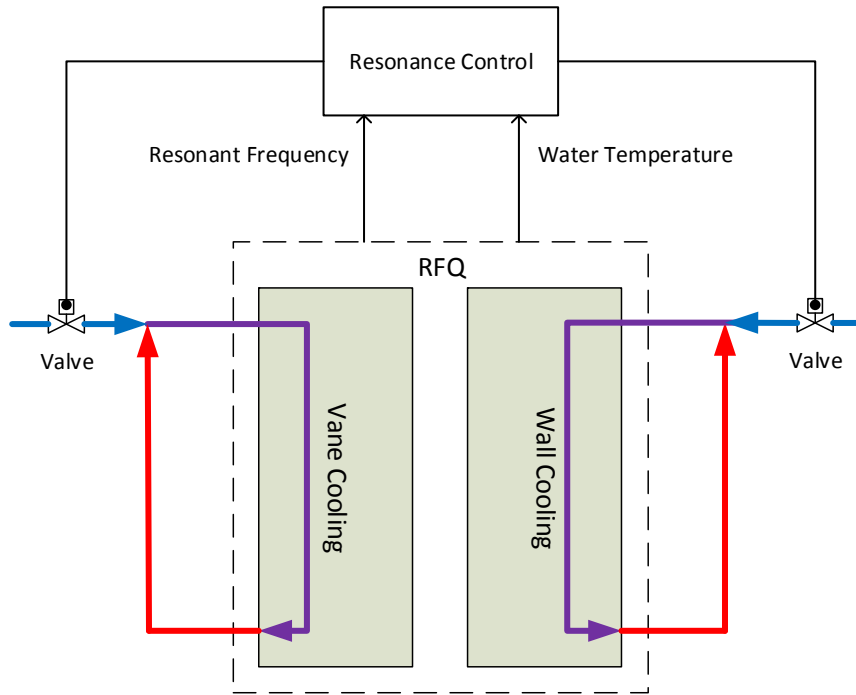 Resonance Control
Resonant Frequency
Water Temperature
RFQ
Valve
Valve
Vane Cooling
Wall Cooling